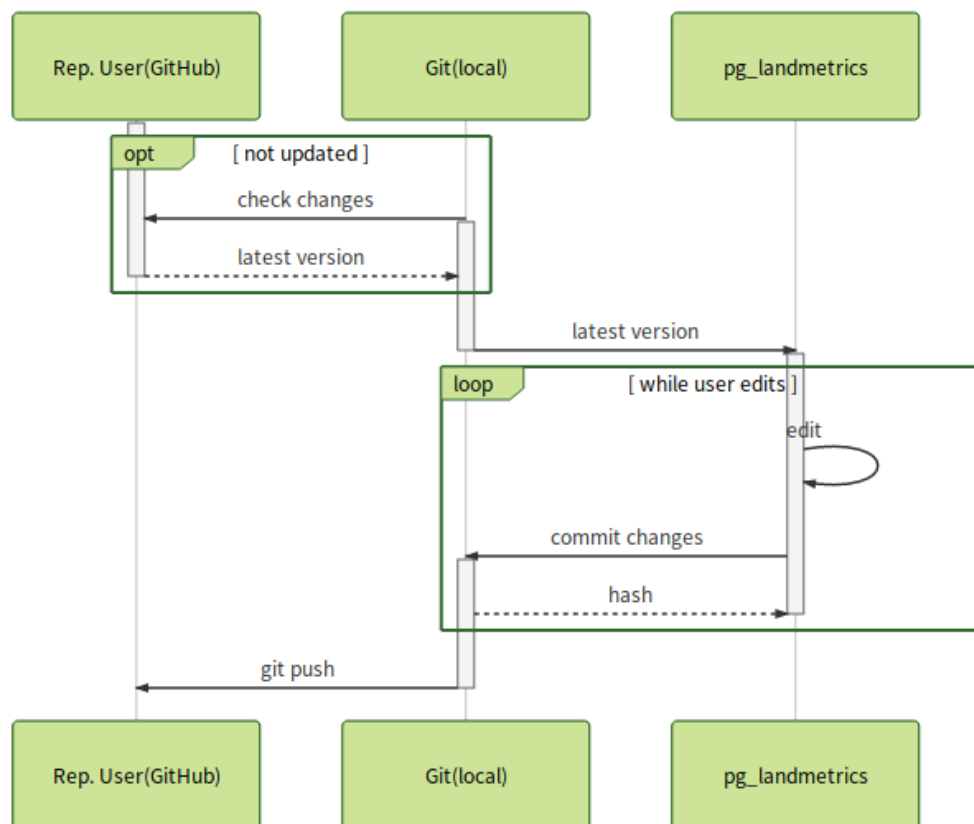 Rep. User(GitHub)
Git(local)
pg_landmetrics
opt
[ not updated ]
check changes
latest version
latest version
loop
[ while user edits ]
edit
commit changes
hash
git push
Rep. User(GitHub)
Git(local)
pg_landmetrics